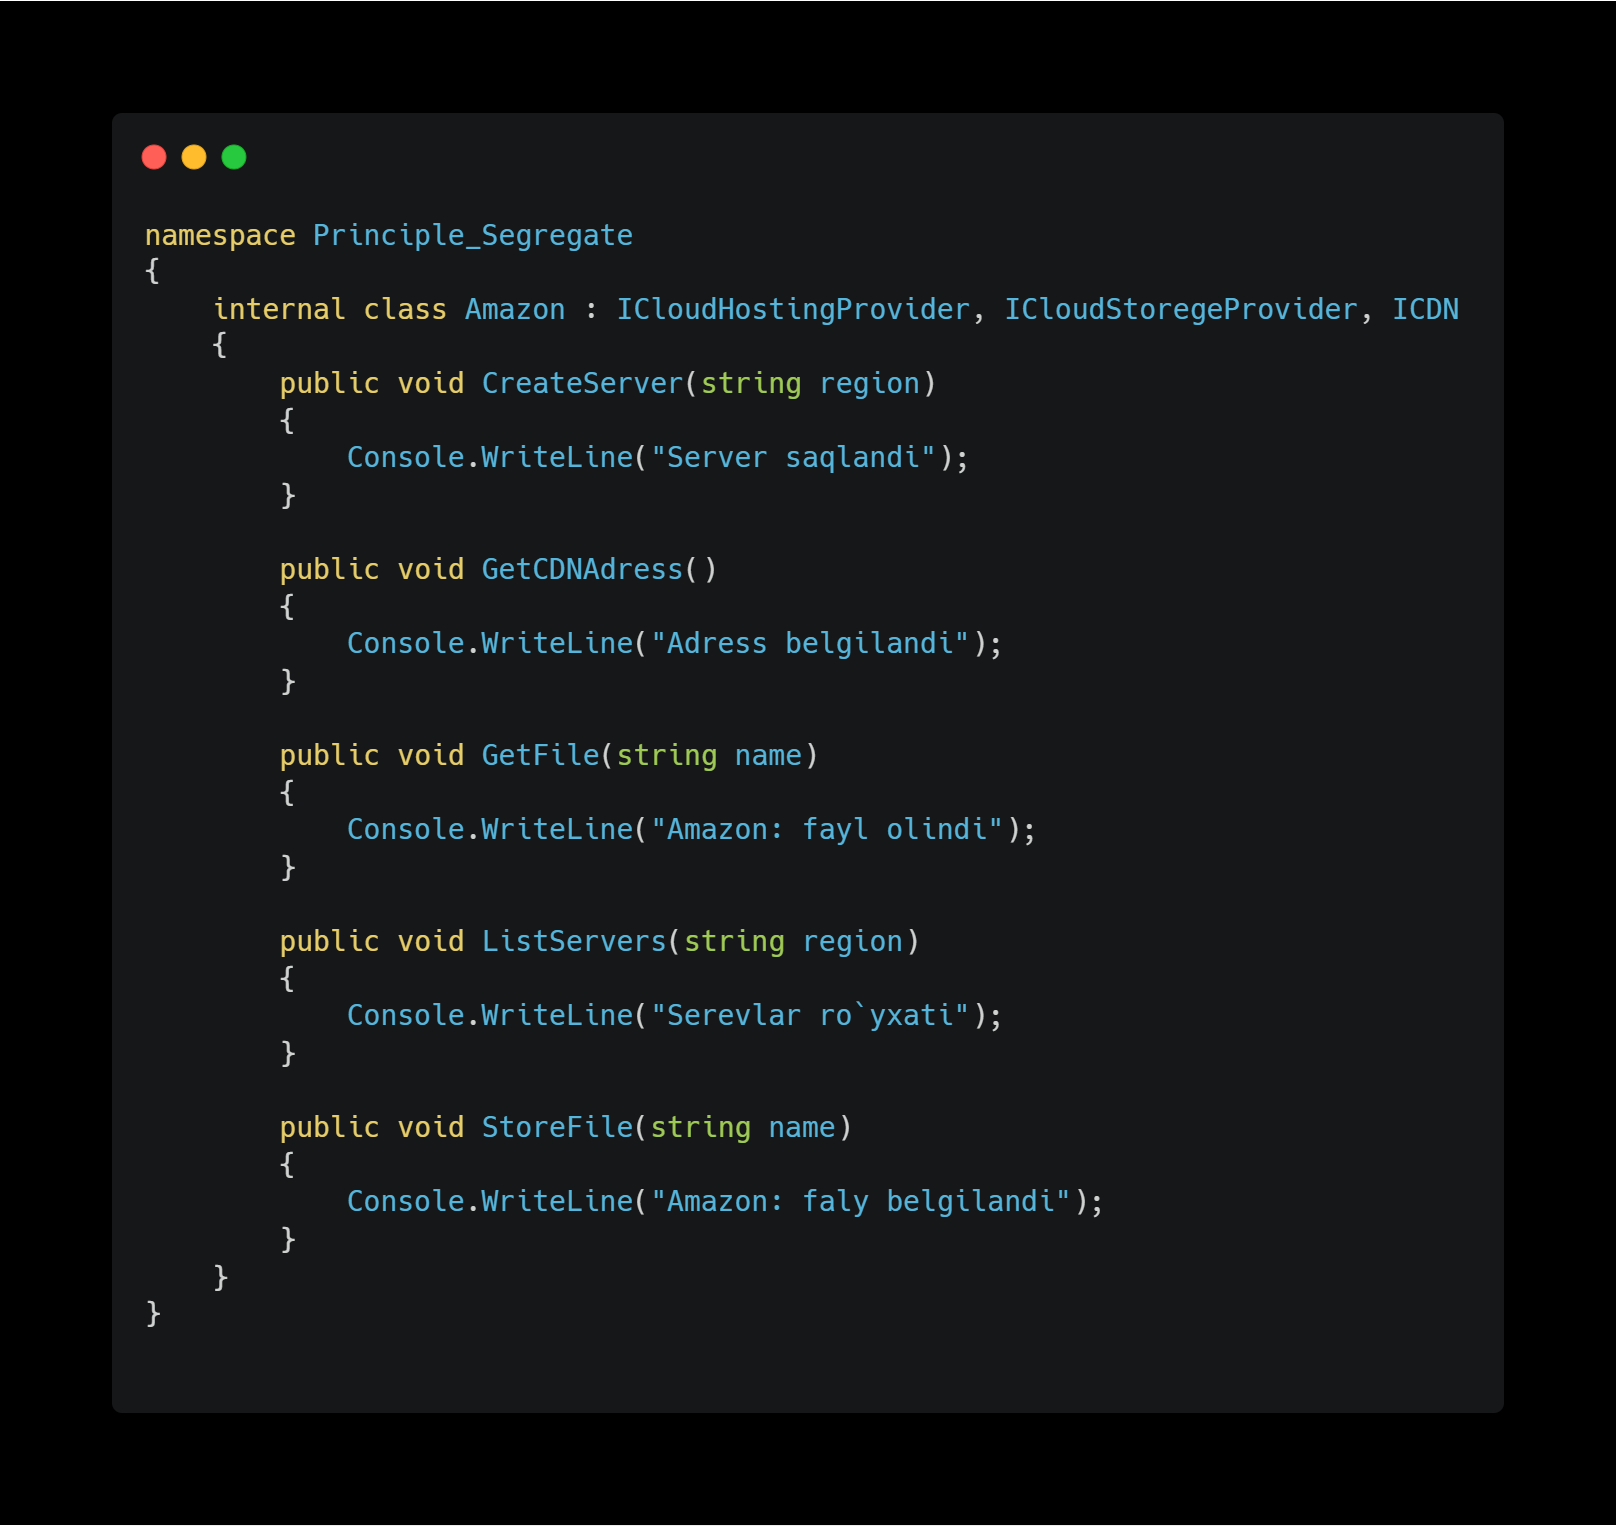 namespace Principle_Segregate
{
    internal class Amazon : ICloudHostingProvider, ICloudStoregeProvider, ICDN
    {
        public void CreateServer(string region)
        {
            Console.WriteLine("Server saqlandi");
        }

        public void GetCDNAdress()
        {
            Console.WriteLine("Adress belgilandi");
        }

        public void GetFile(string name)
        {
            Console.WriteLine("Amazon: fayl olindi");
        }

        public void ListServers(string region)
        {
            Console.WriteLine("Serevlar ro`yxati");
        }

        public void StoreFile(string name)
        {
            Console.WriteLine("Amazon: faly belgilandi");
        }
    }
}